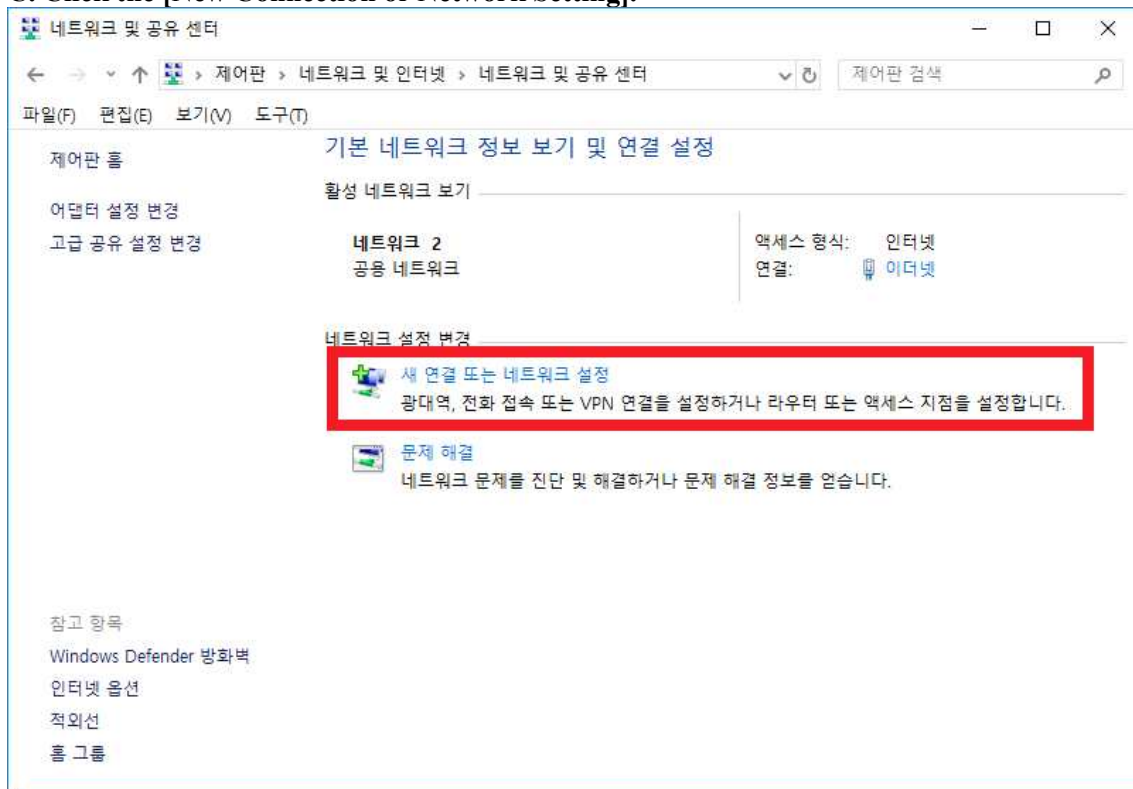 C. Click the [New Connection or Network Setting].
네트워크 및 공유 센터
제어판 › 네트워크 및 인터넷 › 네트워크 및 공유 센터
제어판 검색
파일(F) 편집(E) 보기(V) 도구(T)
제어판 홈
어댑터 설정 변경
고급 공유 설정 변경
기본 네트워크 정보 보기 및 연결 설정
활성 네트워크 보기
네트워크 2
공용 네트워크
액세스 형식: 인터넷
연결: 이더넷
네트워크 설정 변경
새 연결 또는 네트워크 설정
광대역, 전화 접속 또는 VPN 연결을 설정하거나 라우터 또는 액세스 지점을 설정합니다.
문제 해결
네트워크 문제를 진단 및 해결하거나 문제 해결 정보를 얻습니다.
참고 항목
Windows Defender 방화벽
인터넷 옵션
적외선
홈 그룹